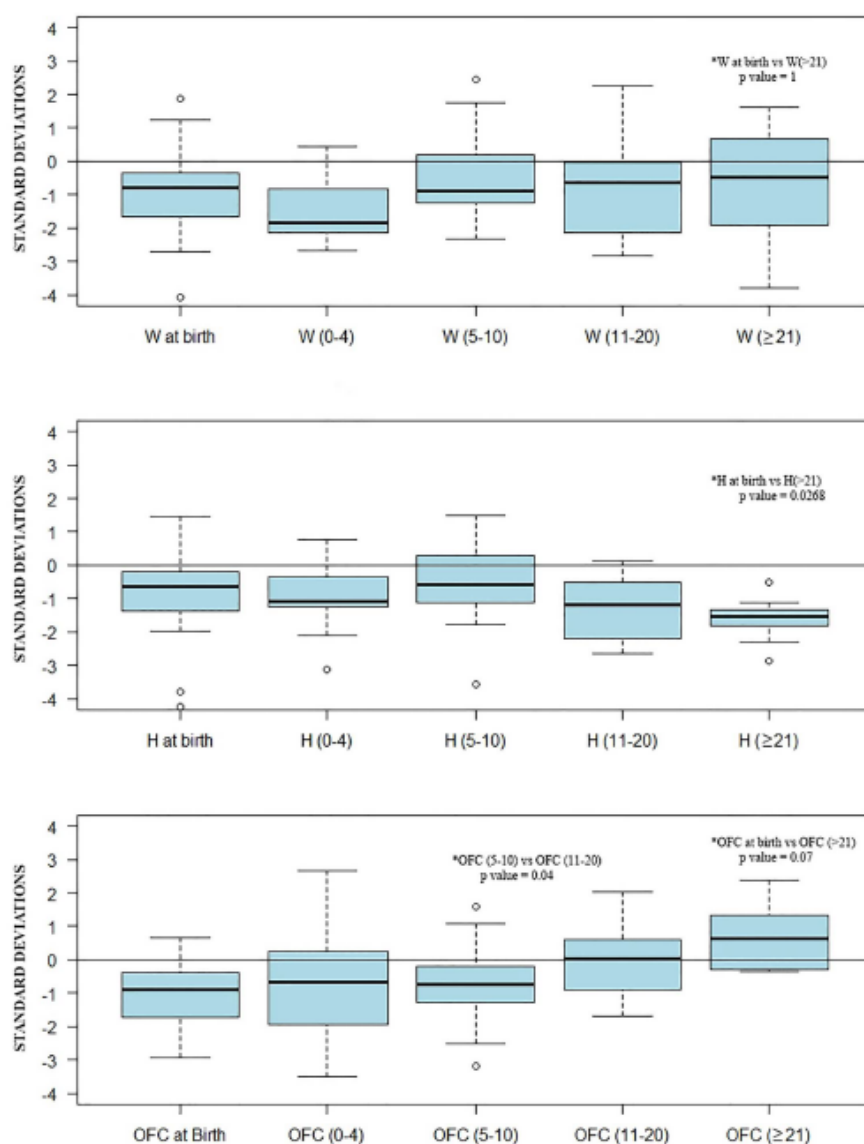 STANDARD DEVIATIONS
4
3
2
1
0
-1
-2
-3
-4
*W at birth vs W(>21)
p value = 1
W at birth
W (0-4)
W (5-10)
W (11-20)
W (≥21)
STANDARD DEVIATIONS
4
3
2
1
0
-1
-2
-3
-4
*H at birth vs H(>21)
p value = 0.0268
H at birth
H (0-4)
H (5-10)
H (11-20)
H (≥21)
STANDARD DEVIATIONS
4
3
2
1
0
-1
-2
-3
-4
*OFC (5-10) vs OFC (11-20)
p value = 0.04
*OFC at birth vs OFC (>21)
p value = 0.07
OFC at Birth
OFC (0-4)
OFC (5-10)
OFC (11-20)
OFC (≥21)